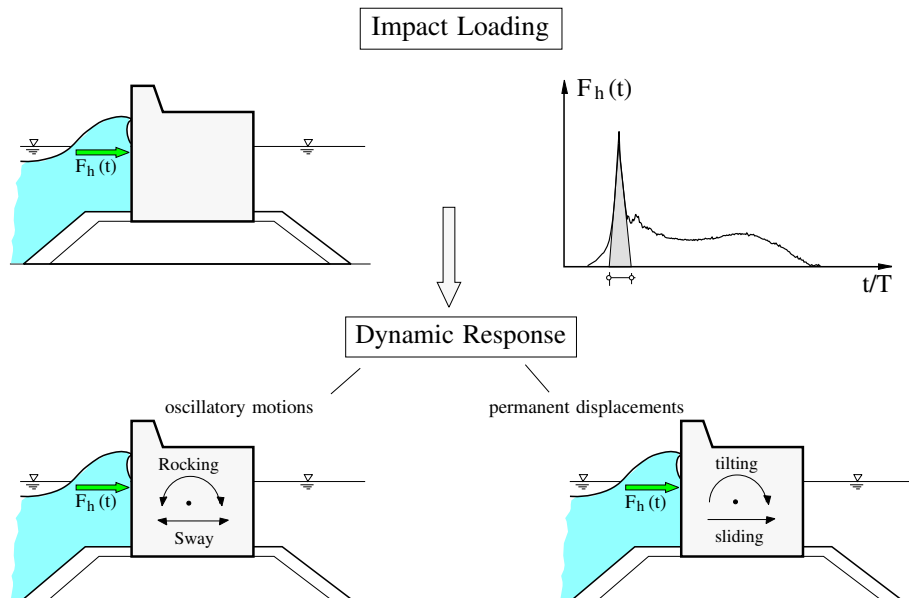 Impact Loading
F_h (t)
F_h (t)
t/T
Dynamic Response
oscillatory motions
permanent displacements
Rocking
F_h (t)
Sway
tilting
F_h (t)
sliding